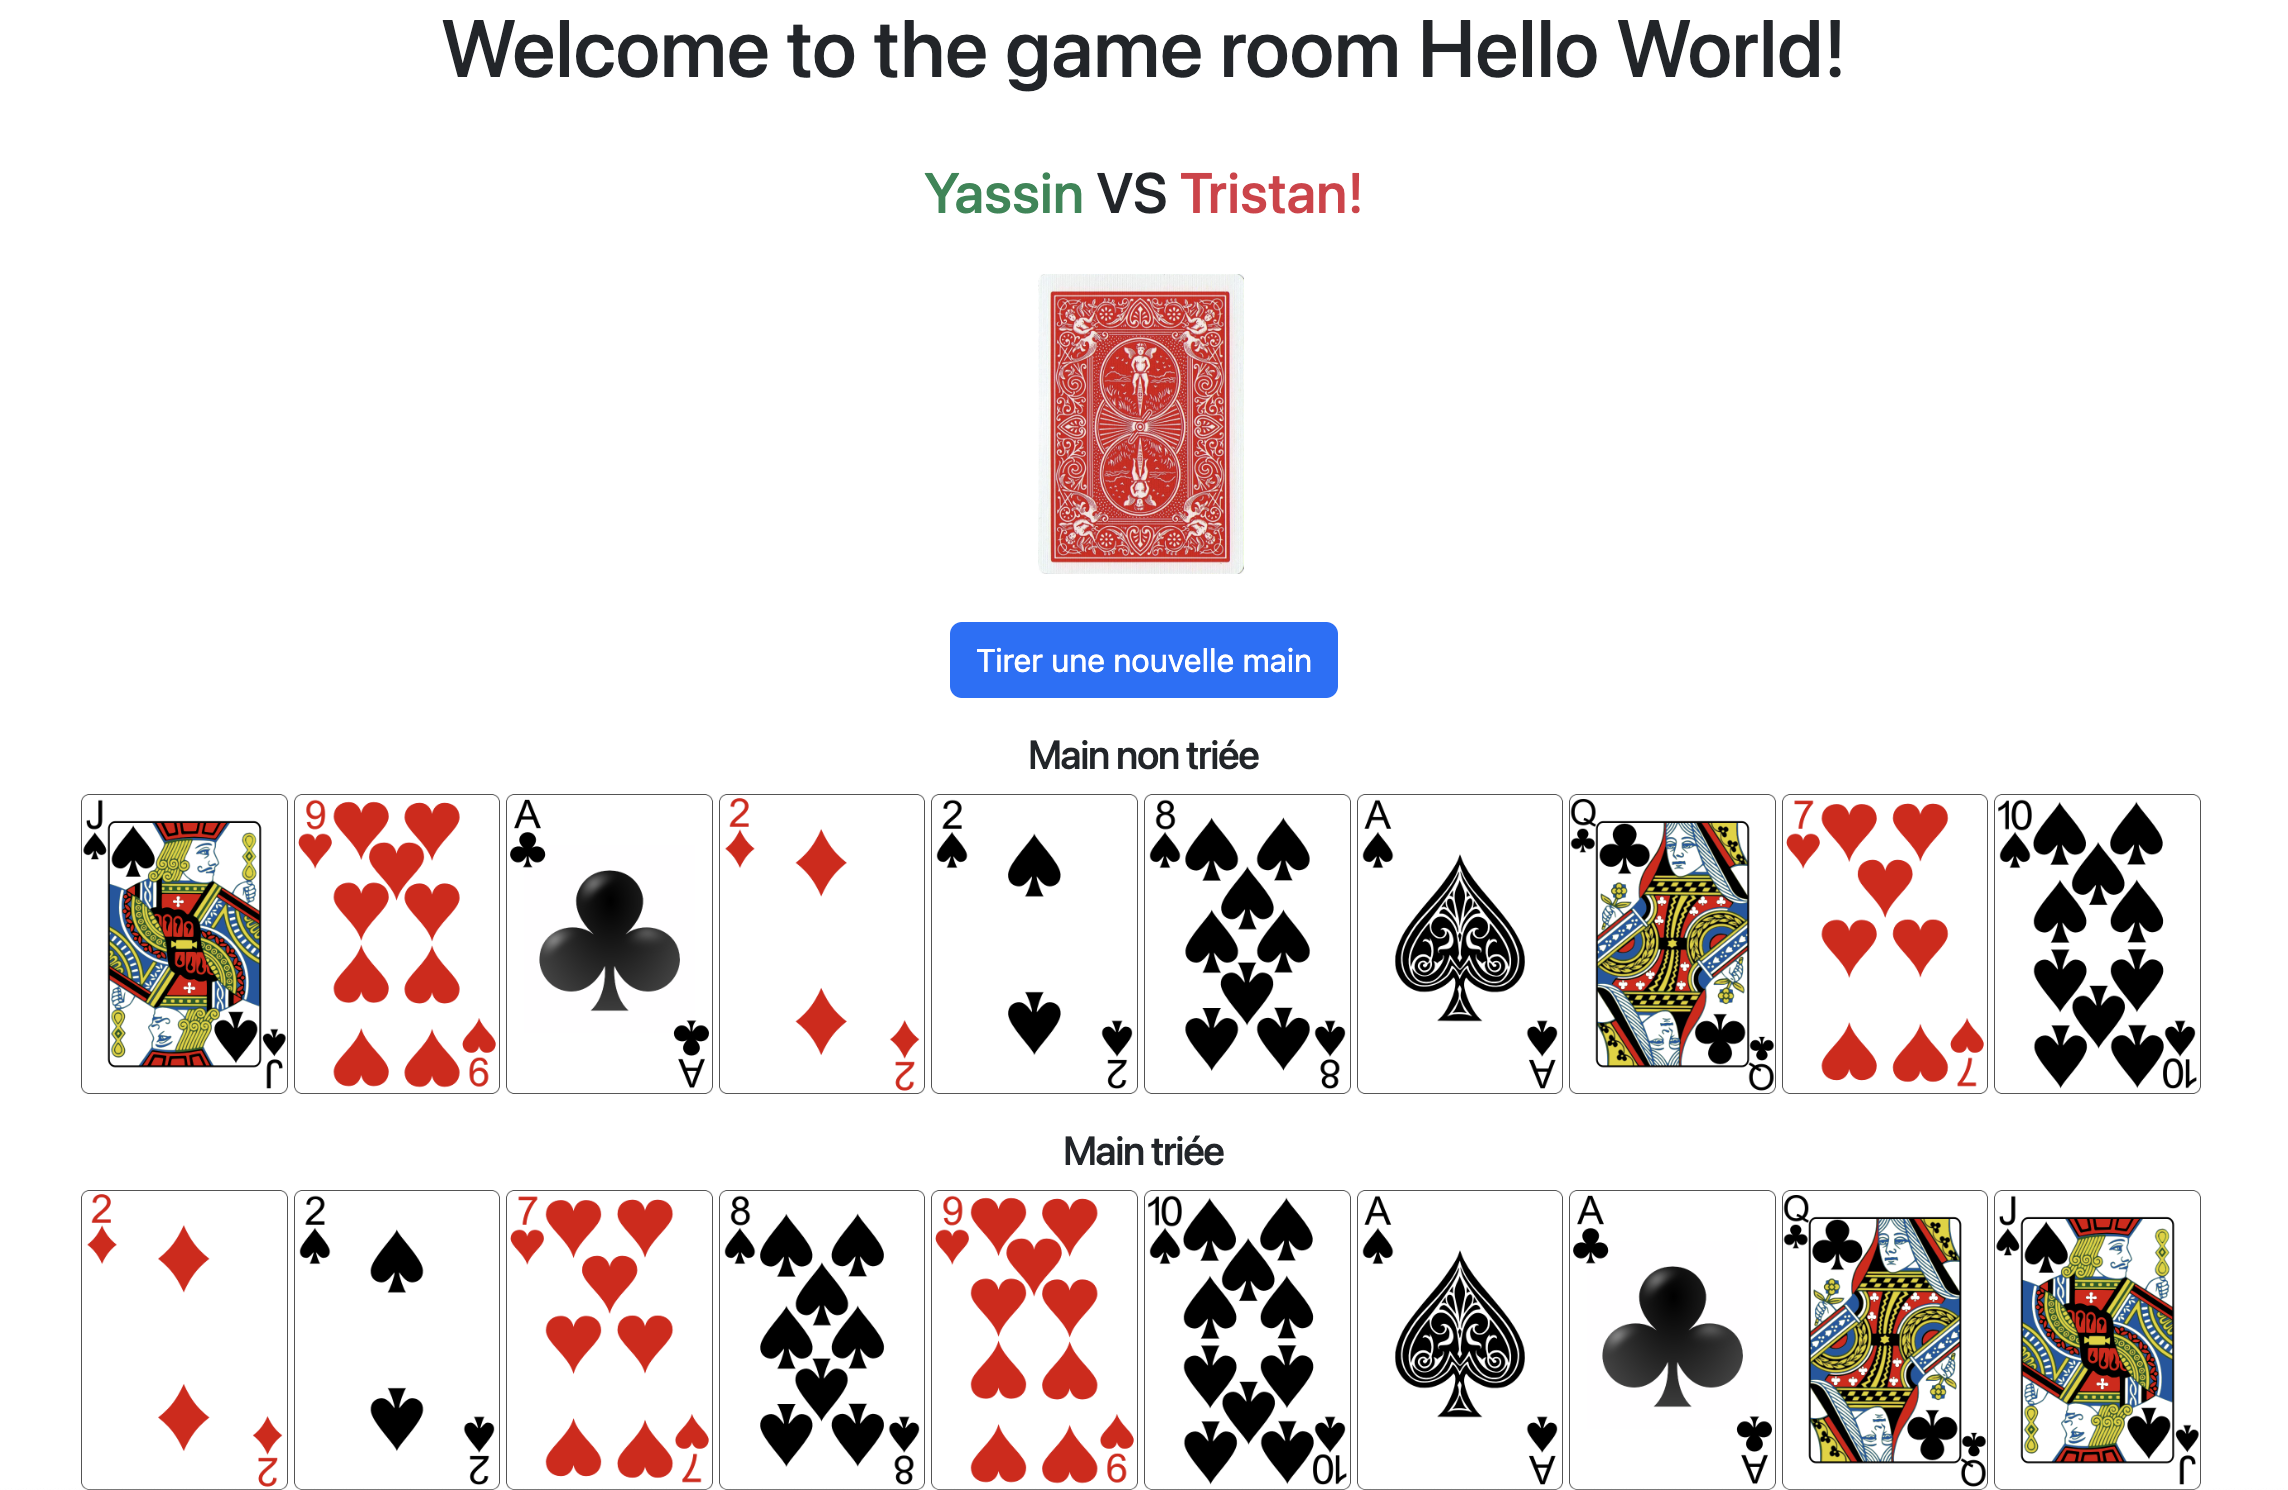 Welcome to the game room Hello World!
Yassin VS Tristan!
Tirer une nouvelle main
Main non triée
J 9 A 2 2 8 A Q 7 10
J 9 A 2 2 8 A Q 7 10
Main triée
2 2 7 8 9 10 A A Q J
2 2 7 8 9 10 A A Q J